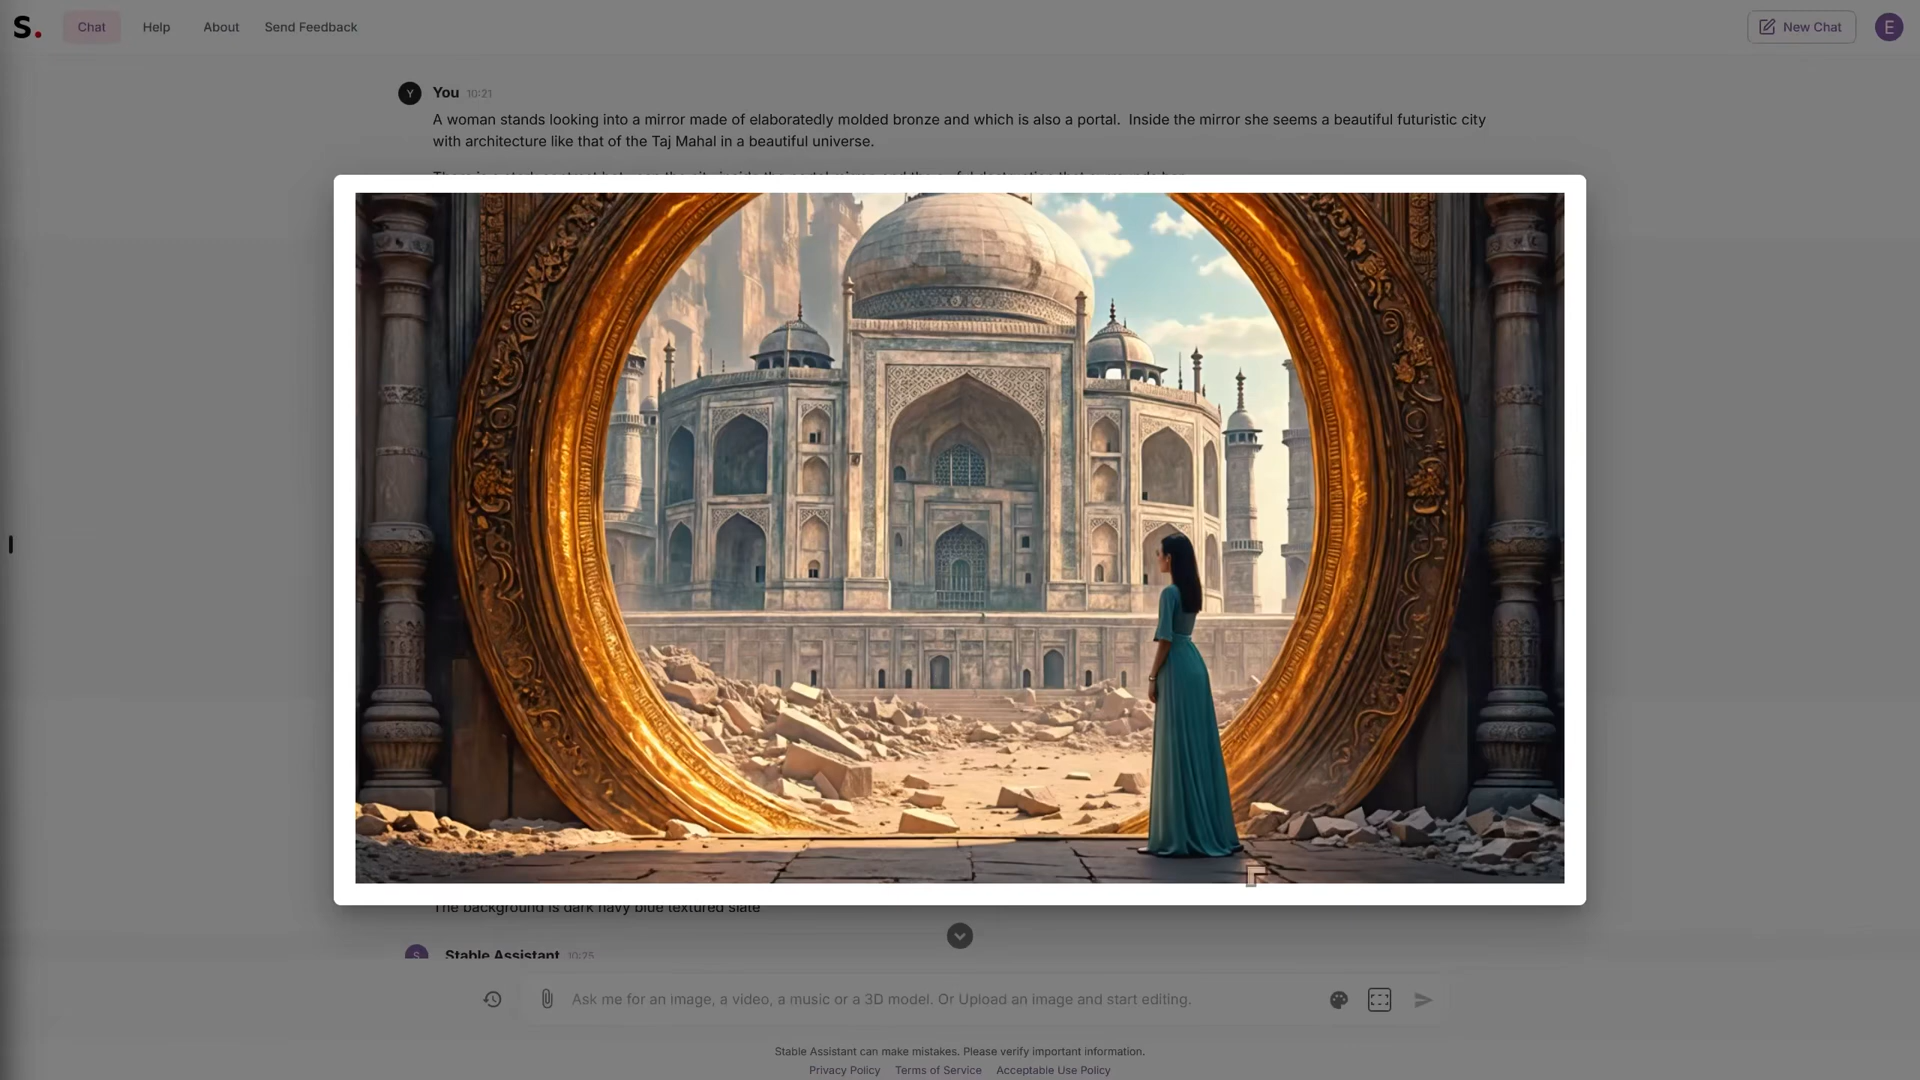 S.
Chat
Help
About
Send Feedback
New Chat
E
Y
You 10:21
A woman stands looking into a mirror made of elaboratedly molded bronze and which is also a portal. Inside the mirror she seems a beautiful futuristic city
with architecture like that of the Taj Mahal in a beautiful universe.
The background is dark navy blue textured slate
S
Stable Assistant 10:25
Ask me for an image, a video, a music or a 3D model. Or Upload an image and start editing.
Stable Assistant can make mistakes. Please verify important information.
Privacy Policy
Terms of Service
Acceptable Use Policy